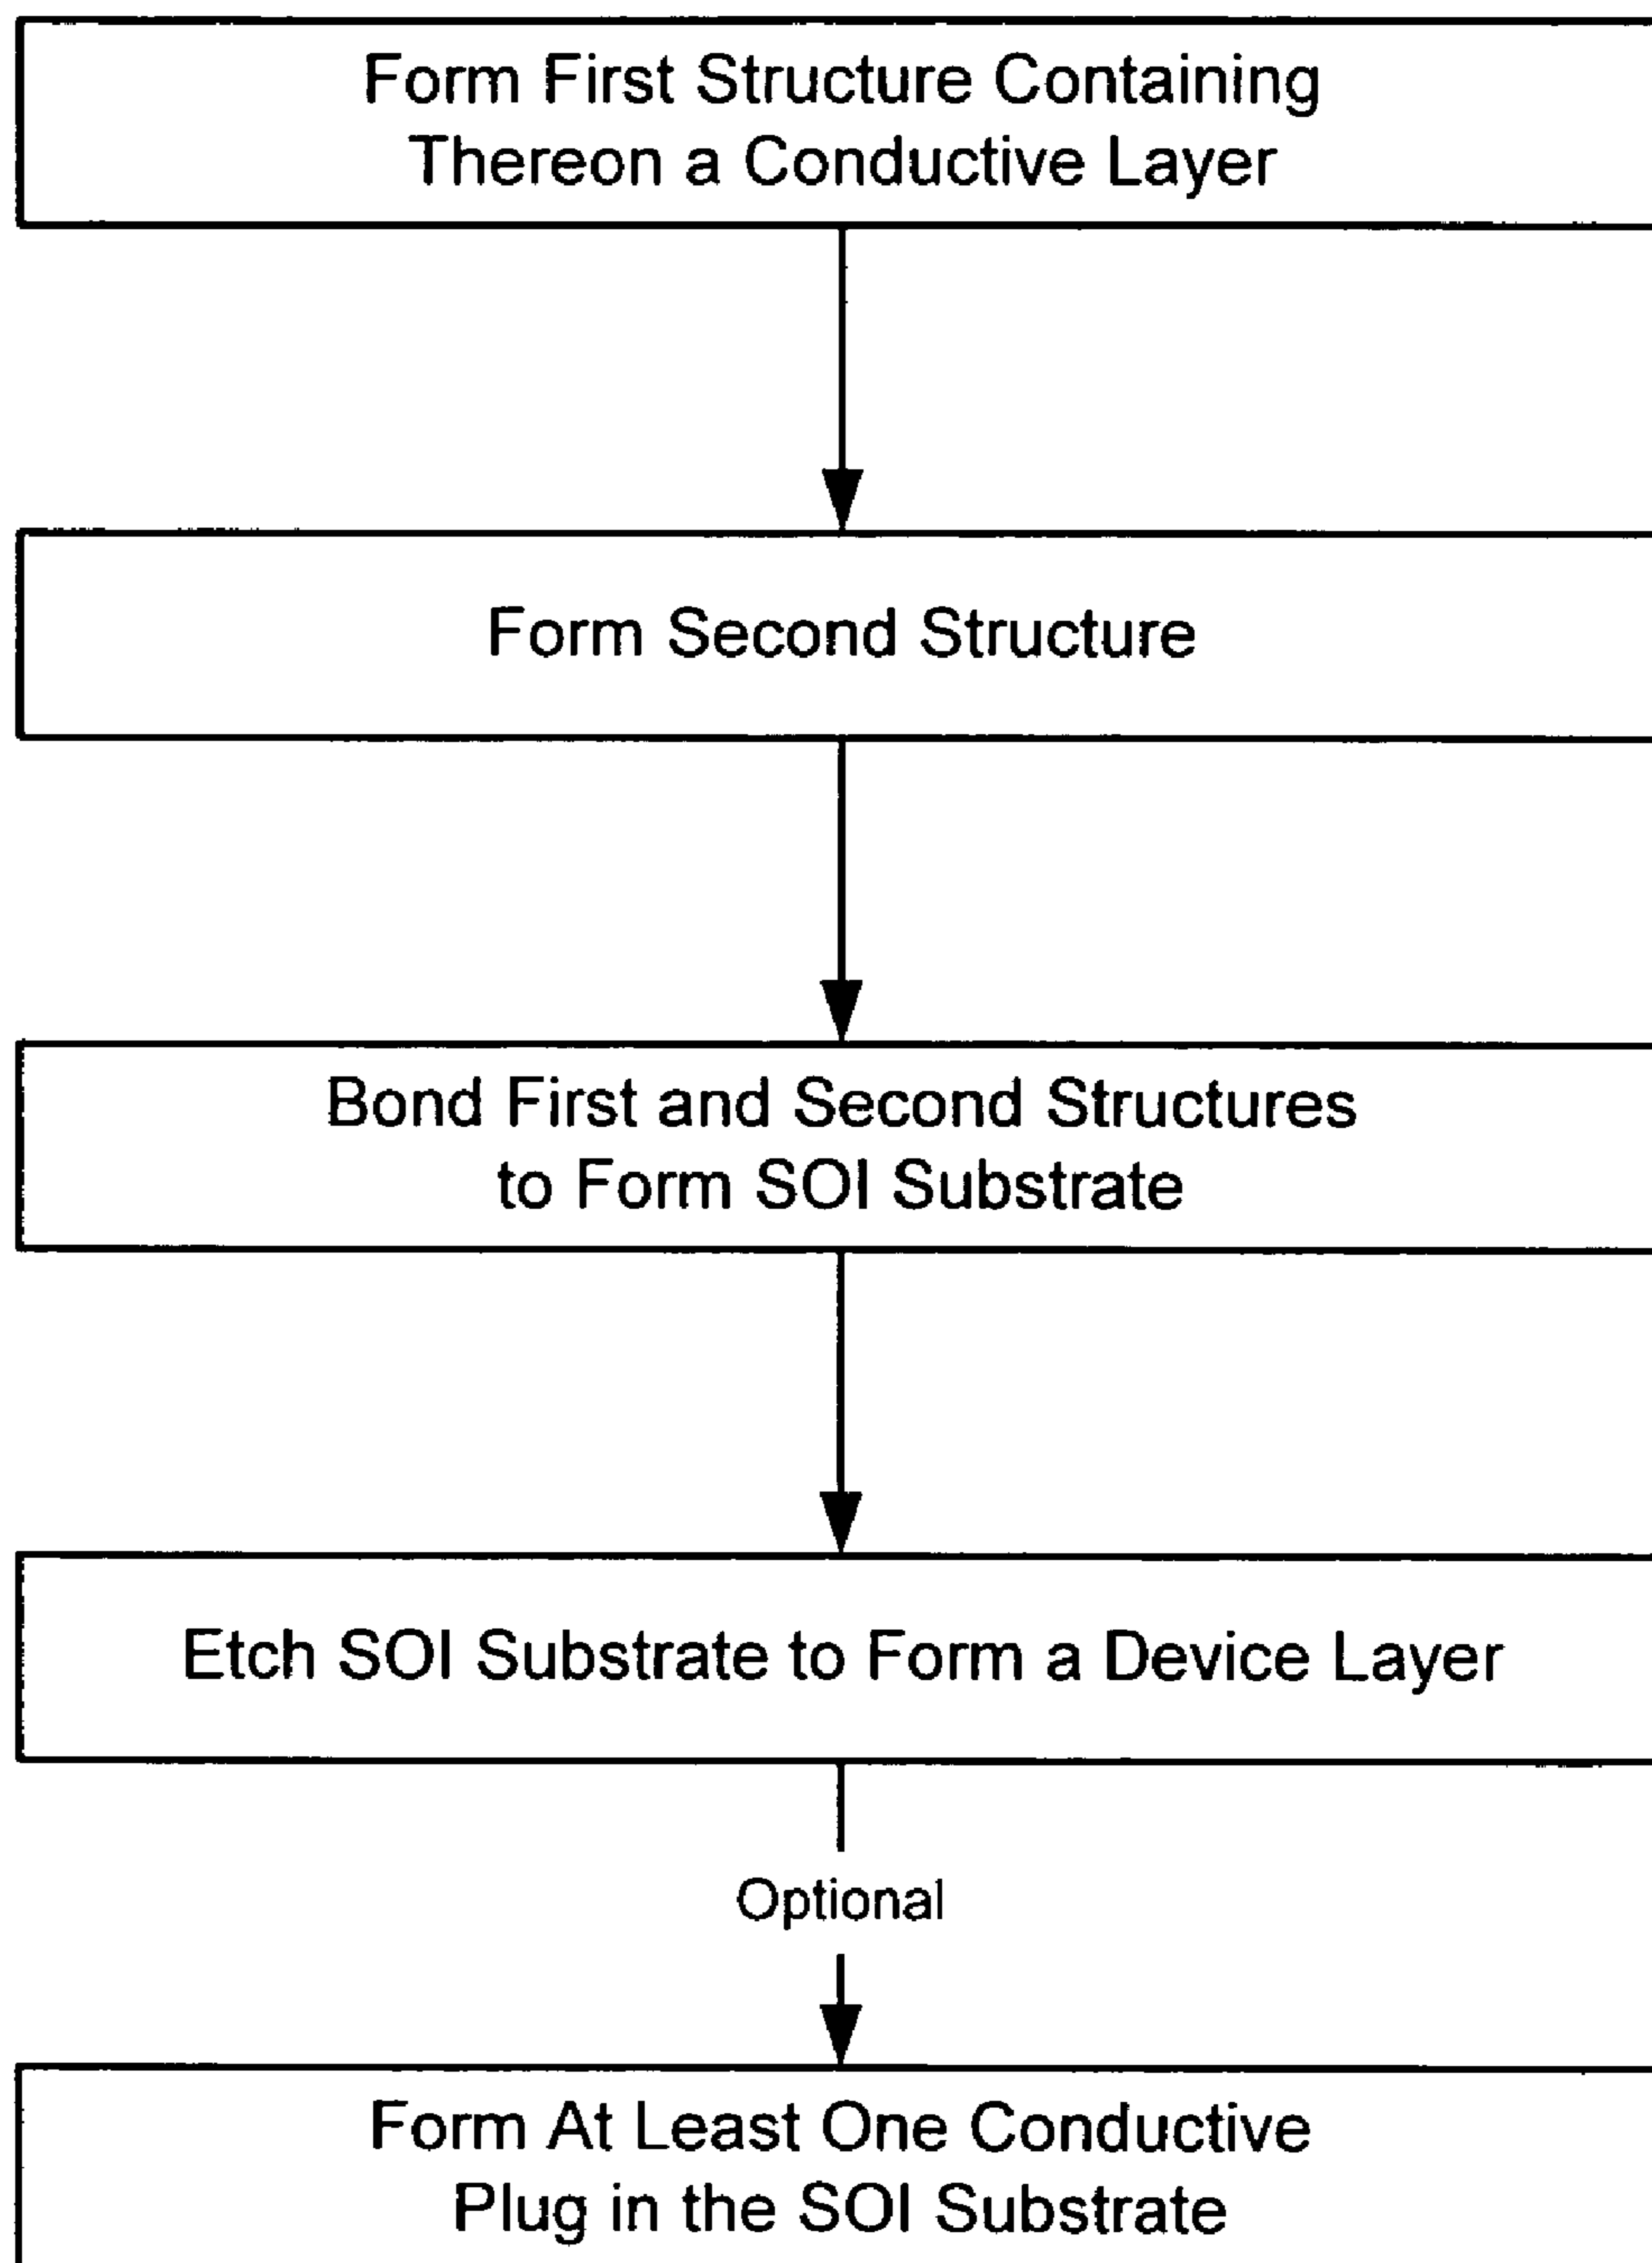 Form First Structure Containing
Thereon a Conductive Layer
Form Second Structure
Bond First and Second Structures
to Form SOI Substrate
Etch SOI Substrate to Form a Device Layer
Optional
Form At Least One Conductive
Plug in the SOI Substrate